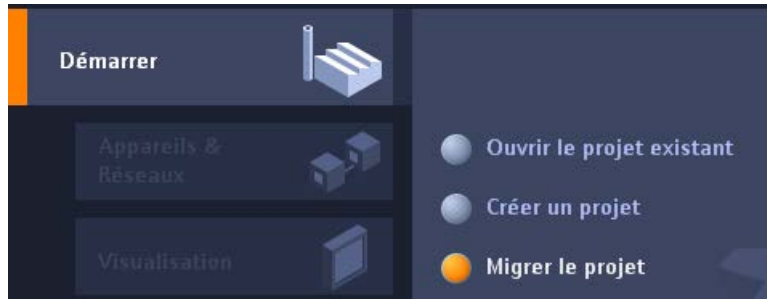 Démarrer
Appareils &
Réseaux
Visualisation
Ouvrir le projet existant
Créer un projet
Migrer le projet